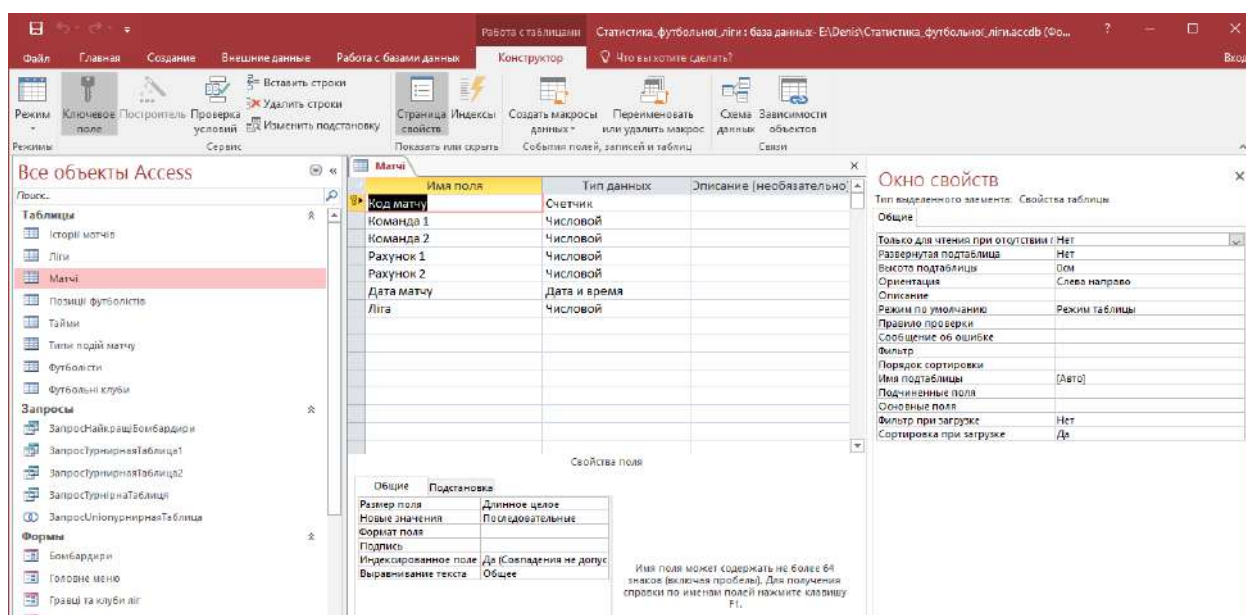 Работа с таблицами
Статистика_футбольної_ліги : база данных- E:\Denis\Статистика_футбольної_ліги.accdb (Фо...
?
Файл Главная Создание Внешние данные Работа с базами данных Конструктор Что вы хотите сделать? Вход
Режим
Ключевое поле
Построитель
Проверка условий
Вставить строки
Удалить строки
Изменить подстановку
Страница свойств
Индексы
Создать макросы данных
Переименовать или удалить макрос
Схема данных
Зависимости объектов
Режимы Сервис Показать или скрыть События полей, записей и таблиц Связи
Все объекты Access
Поиск...
Таблицы
Історії матчів
Ліги
Матчі
Позиції футболістів
Тайми
Типи подій матчу
Футболісти
Футбольні клуби
Запросы
ЗапросНайкращіБомбардири
ЗапросТурнирнаяТаблица1
ЗапросТурнирнаяТаблица2
ЗапросТурнірнаТаблиця
ЗапросUnionурнирнаяТаблица
Формы
Бомбардири
Головне меню
Гравці та клуби ліг
Матчі
Имя поля Тип данных Описание (необязательно)
Код матчу Счетчик
Команда 1 Числовой
Команда 2 Числовой
Рахунок 1 Числовой
Рахунок 2 Числовой
Дата матчу Дата и время
Ліга Числовой
Свойства поля
Общие Подстановка
Размер поля Длинное целое
Новые значения Последовательные
Формат поля
Подпись
Индексированное поле Да (Совпадения не допус
Выравнивание текста Общее
Имя поля может содержать не более 64
знаков (включая пробелы). Для получения
справки по именам полей нажмите клавишу
F1.
Окно свойств
Тип выделенного элемента: Свойства таблицы
Общие
Только для чтения при отсутствии г Нет
Развернутая подтаблица Нет
Высота подтаблицы 0см
Ориентация Слева направо
Описание
Режим по умолчанию Режим таблицы
Правило проверки
Сообщение об ошибке
Фильтр
Порядок сортировки
Имя подтаблицы [Авто]
Подчиненные поля
Основные поля
Фильтр при загрузке Нет
Сортировка при загрузке Да